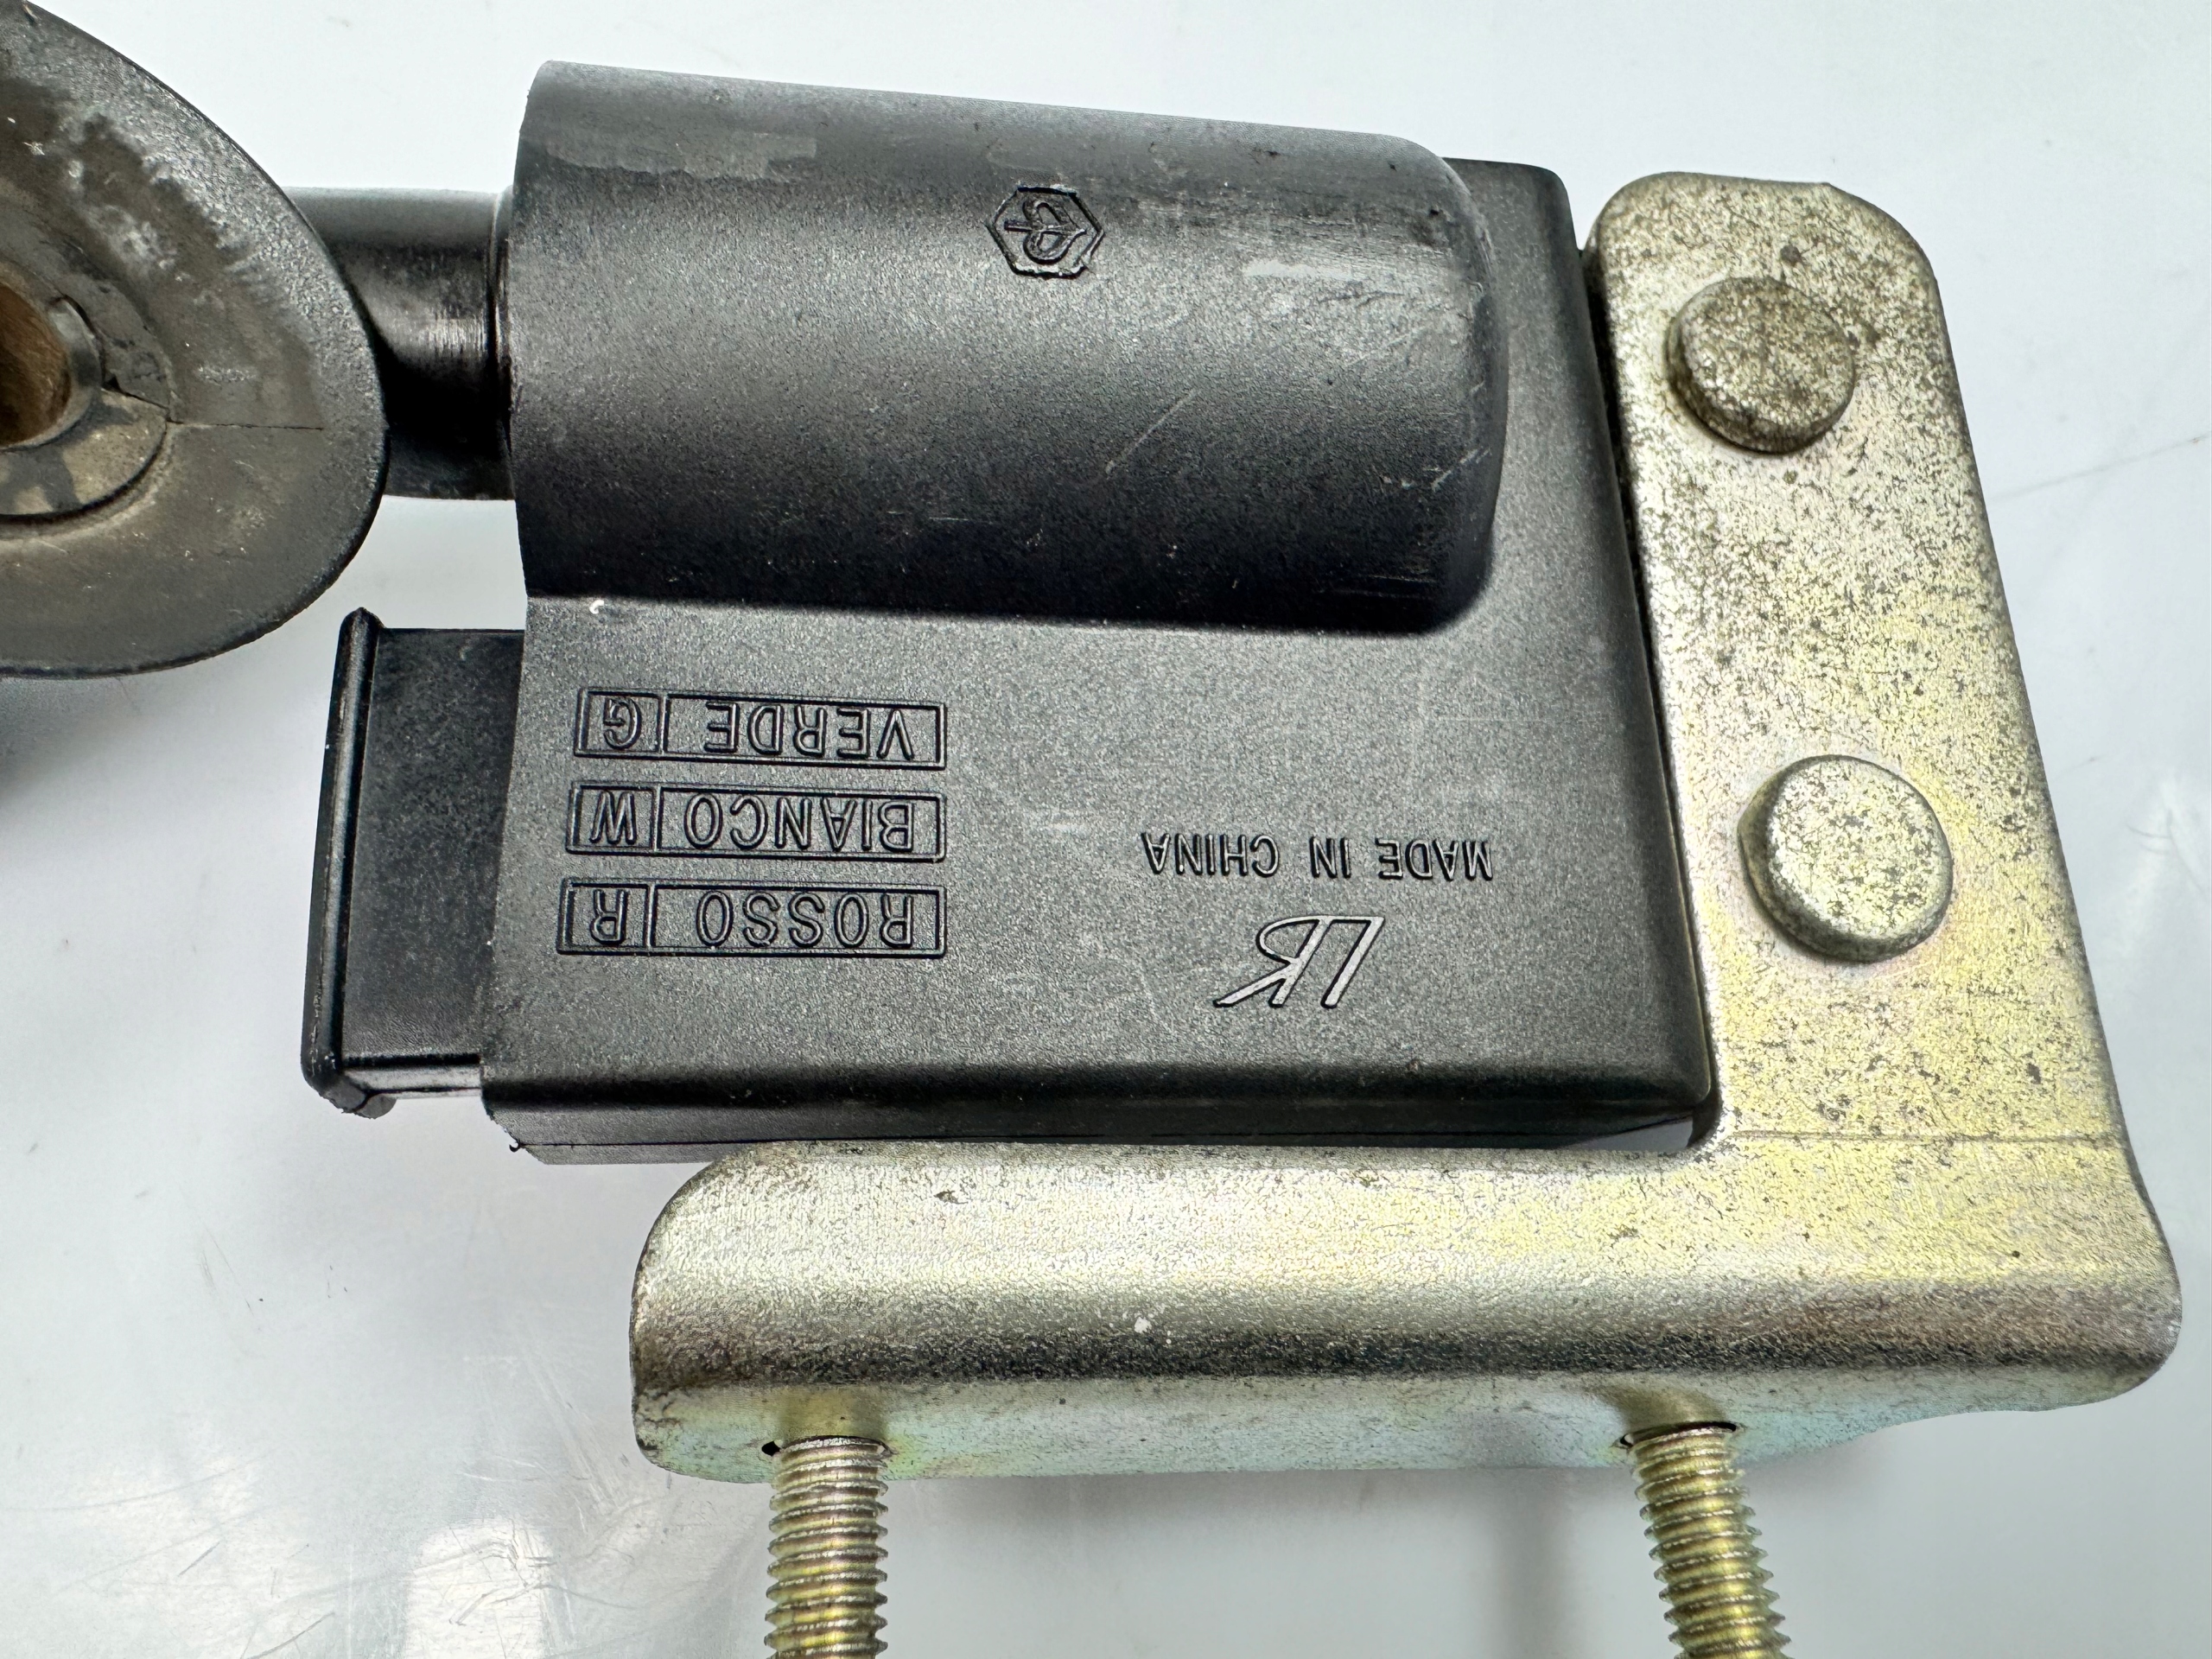 LK
MADE IN CHINA
ROSSO R
BIANCO W
VERDE G